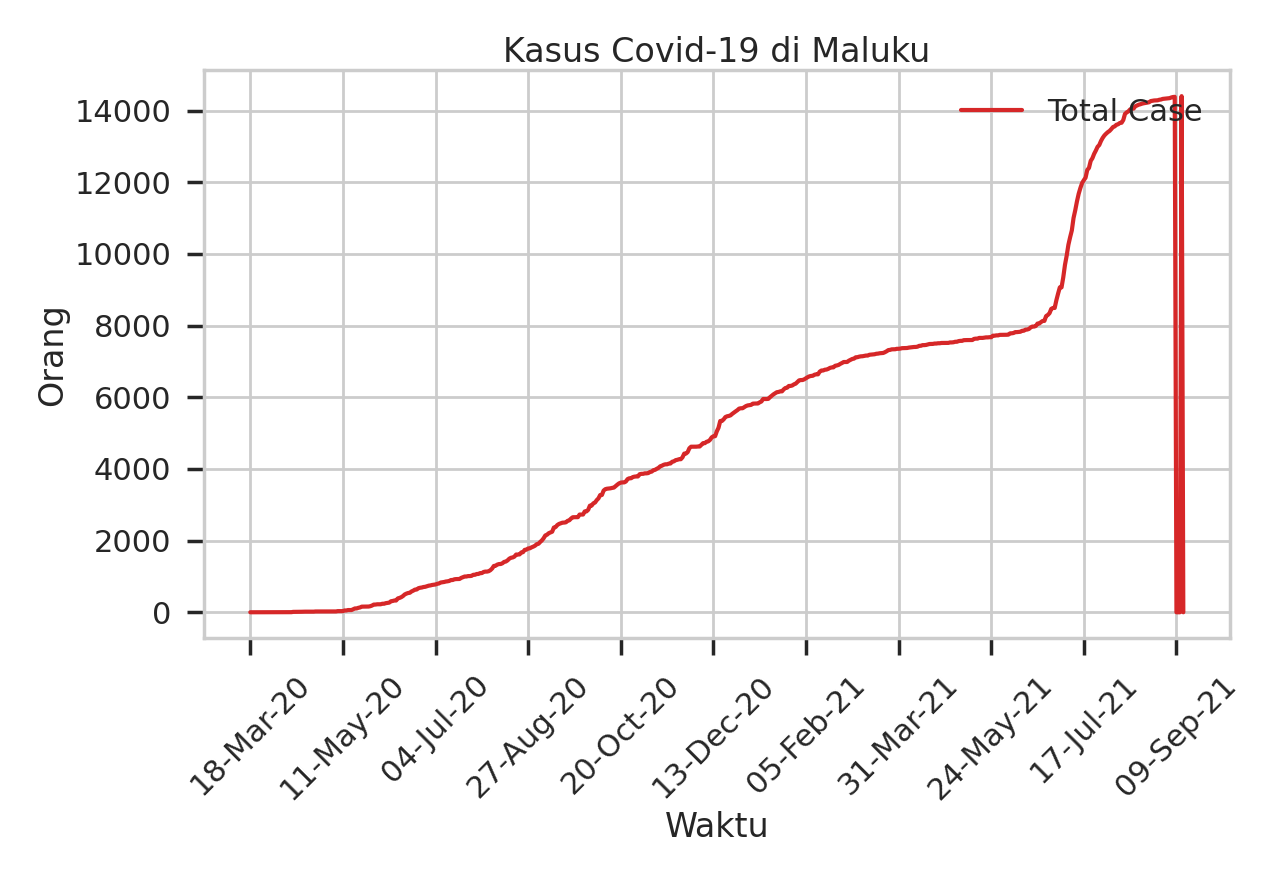 Kasus Covid-19 di Maluku
Total Case
14000
12000
10000
8000
6000
4000
2000
0
Orang
18-Mar-20
11-May-20
04-Jul-20
27-Aug-20
20-Oct-20
13-Dec-20
05-Feb-21
31-Mar-21
24-May-21
17-Jul-21
09-Sep-21
Waktu